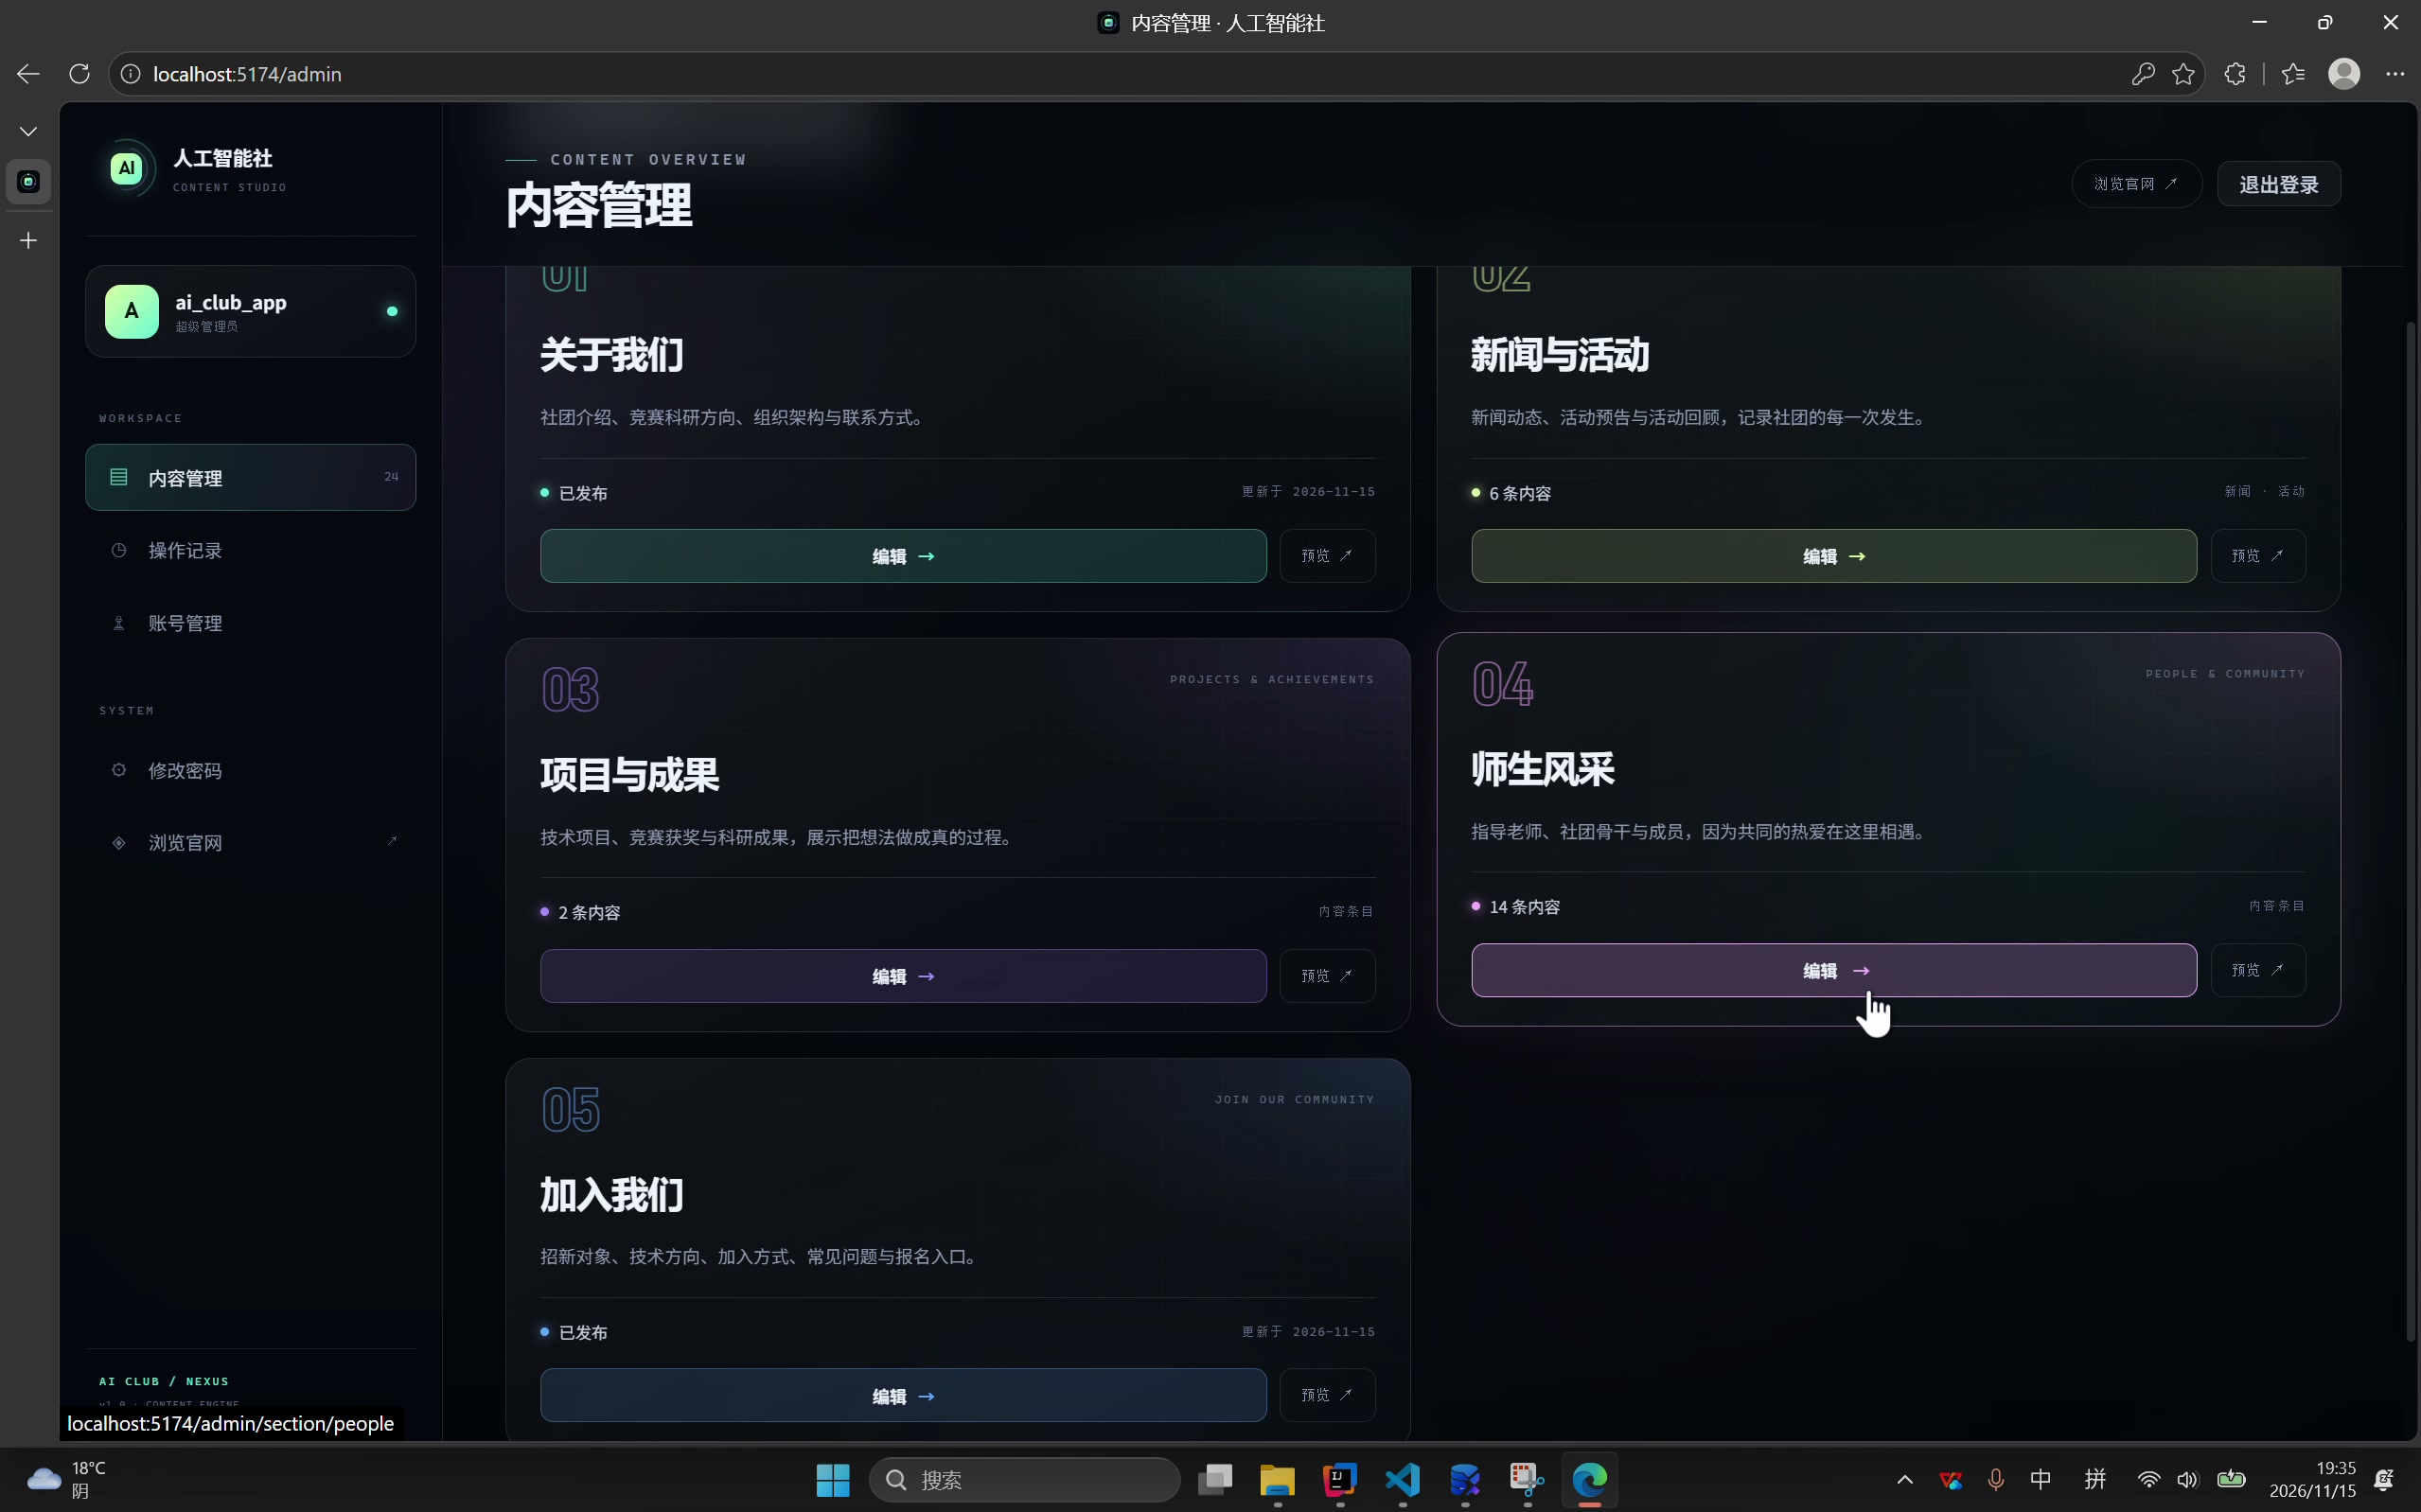 内容管理 · 人工智能社
localhost:5174/admin
AI
人工智能社
CONTENT STUDIO
A
ai_club_app
超级管理员
WORKSPACE
内容管理 24
操作记录
账号管理
SYSTEM
修改密码
浏览官网 ↗
AI CLUB / NEXUS
v1.0 · CONTENT ENGINE
localhost:5174/admin/section/people
CONTENT OVERVIEW
内容管理
浏览官网 ↗
退出登录
01
关于我们
社团介绍、竞赛科研方向、组织架构与联系方式。
已发布
更新于 2026-11-15
编辑 →
预览 ↗
02
新闻与活动
新闻动态、活动预告与活动回顾，记录社团的每一次发生。
6 条内容
新闻 · 活动
编辑 →
预览 ↗
03
PROJECTS & ACHIEVEMENTS
项目与成果
技术项目、竞赛获奖与科研成果，展示把想法做成真的过程。
2 条内容
内容条目
编辑 →
预览 ↗
04
PEOPLE & COMMUNITY
师生风采
指导老师、社团骨干与成员，因为共同的热爱在这里相遇。
14 条内容
内容条目
编辑 →
预览 ↗
05
JOIN OUR COMMUNITY
加入我们
招新对象、技术方向、加入方式、常见问题与报名入口。
已发布
更新于 2026-11-15
编辑 →
预览 ↗
18°C
阴
搜索
中
拼
19:35
2026/11/15